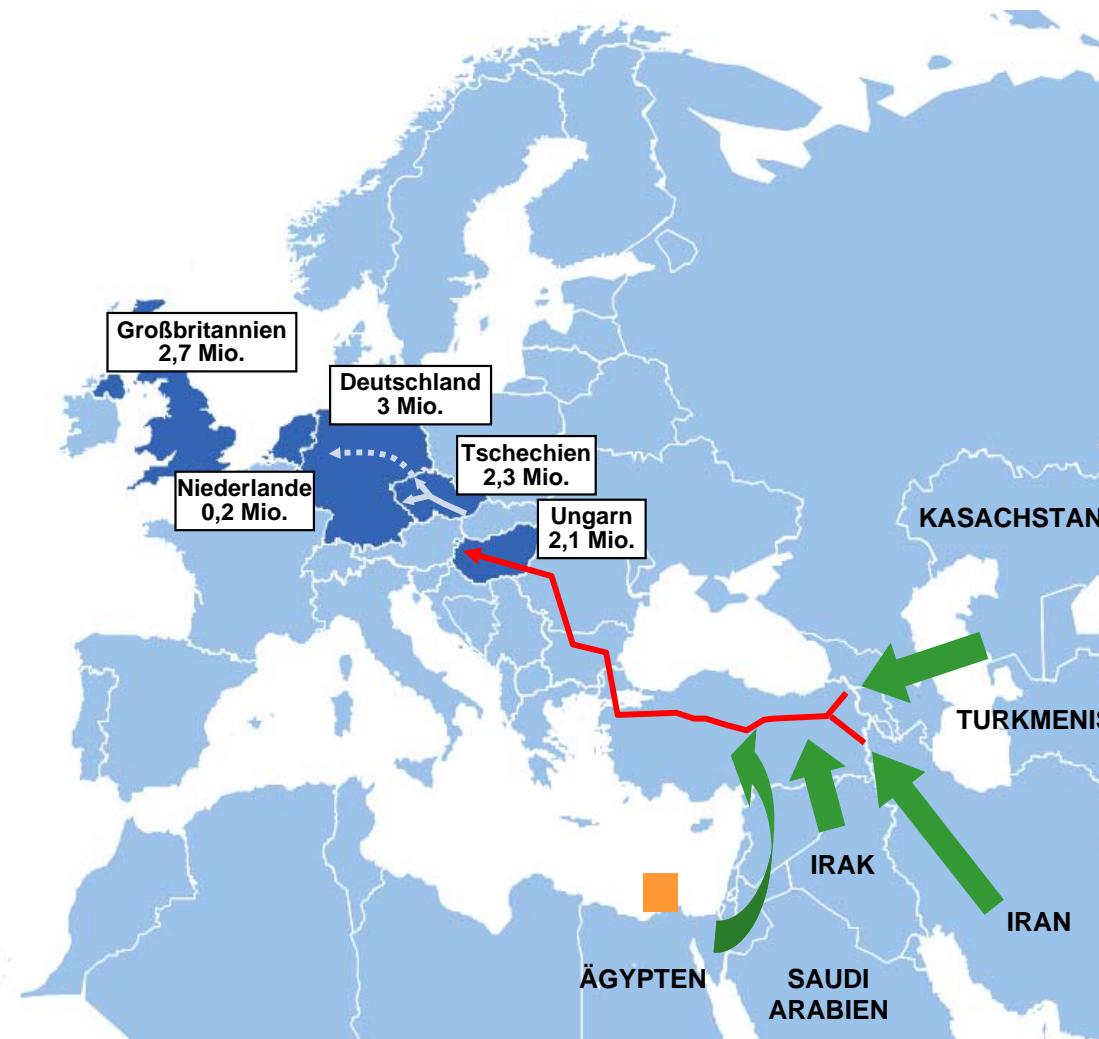 Großbritannien
2,7 Mio.
Deutschland
3 Mio.
Tschechien
2,3 Mio.
Niederlande
0,2 Mio.
Ungarn
2,1 Mio.
KASACHSTAN
TURKMENIS
IRAK
IRAN
ÄGYPTEN
SAUDI
ARABIEN